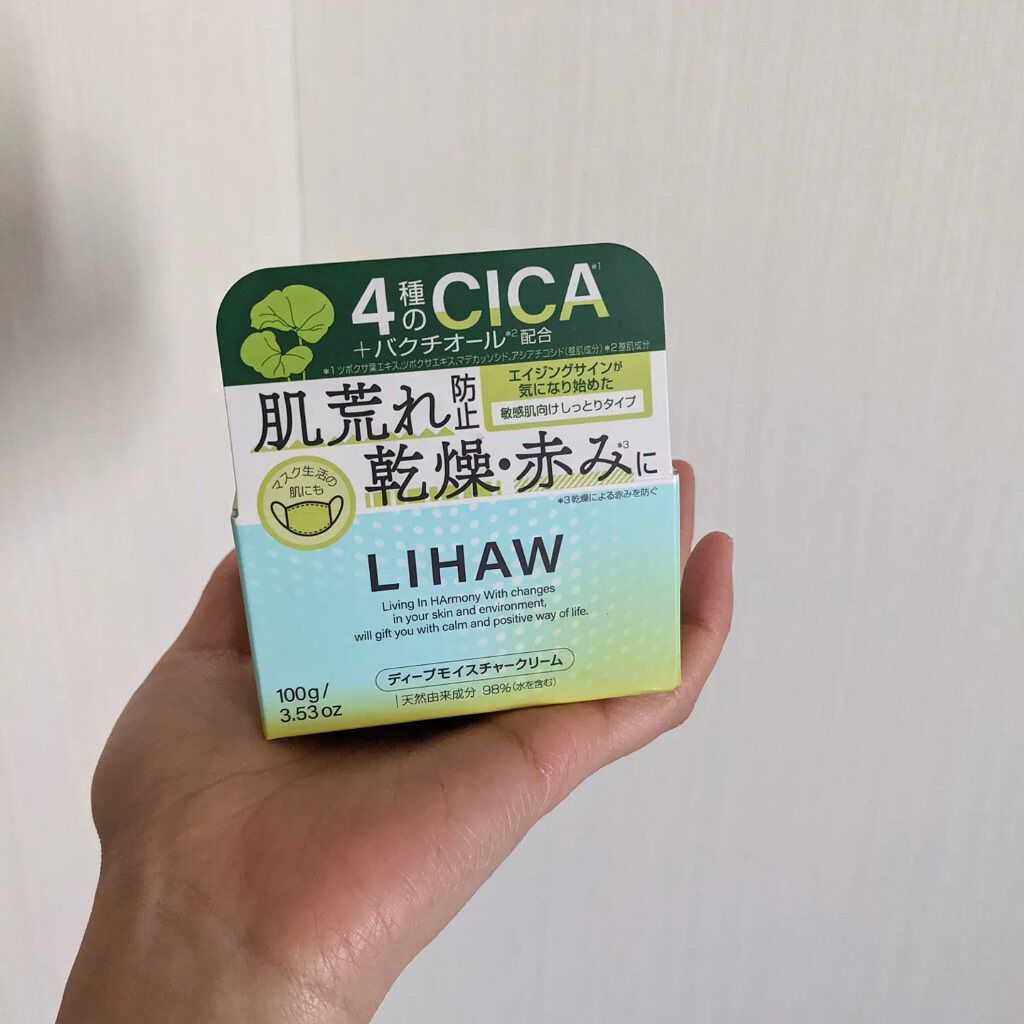 4種のCICA*1
+バクチオール*2配合
*1 ツボクサ葉エキス,ツボクサエキス,マデカッソシド,アシアチコシド(整肌成分) *2 整肌成分
エイジングサインが
気になり始めた
敏感肌向けしっとりタイプ
肌荒れ防止
乾燥・赤み*3に
*3 乾燥による赤みを防ぐ
マスク生活の
肌にも
LIHAW
Living In HArmony With changes
in your skin and environment,
will gift you with calm and positive way of life.
ディープモイスチャークリーム
天然由来成分 98%(水を含む)
100g/
3.53 oz